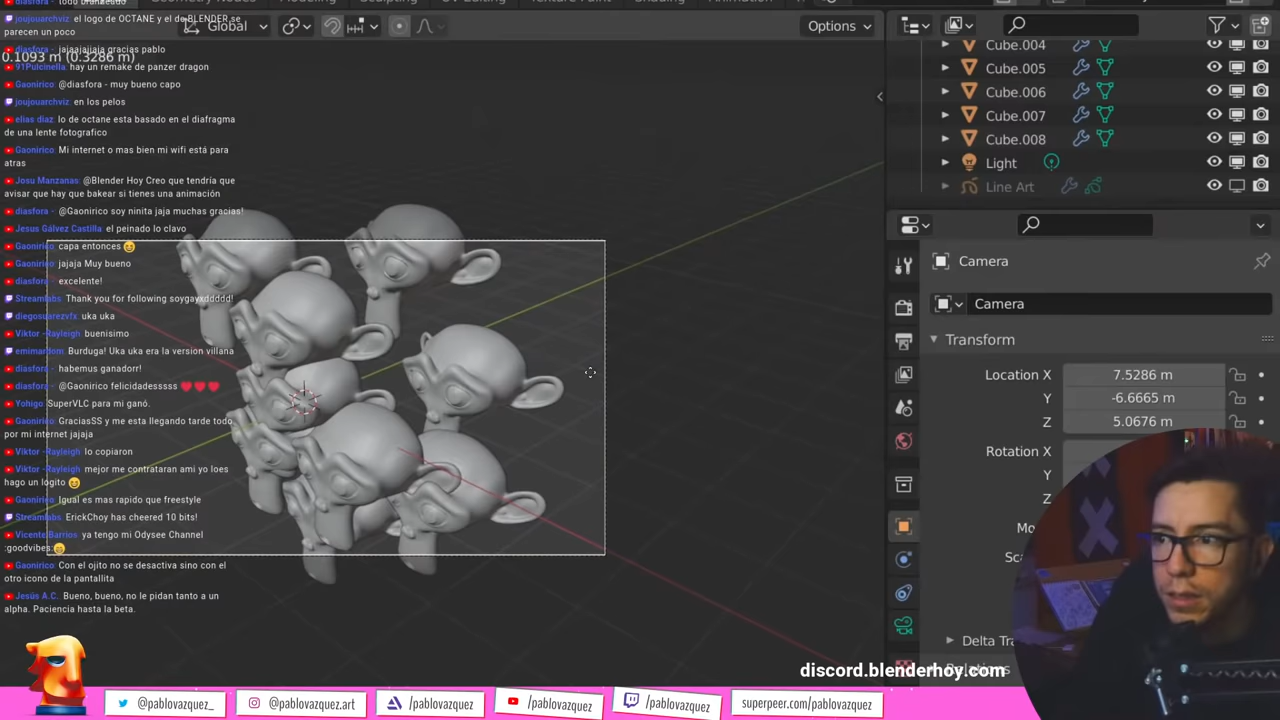 joujouarchviz: el logo de OCTANE y el de BLENDER se
parecen un poco
diasfora -: jajaajjajaja gracias pablo
0.1093 m (0.3286 m)
91Pulcinella: hay un remake de panzer dragon
Gaonirico: @diasfora - muy bueno capo
joujouarchviz: en los pelos
elias diaz: lo de octane esta basado en el diafragma
de una lente fotografico
Gaonirico: Mi internet o mas bien mi wifi está para
atras
Josu Manzanas: @Blender Hoy Creo que tendría que
avisar que hay que bakear si tienes una animación
diasfora -: @Gaonirico soy ninita jaja muchas gracias!
Jesus Gálvez Castilla: el peinado lo clavo
Gaonirico: capa entonces
Gaonirico: jajaja Muy bueno
diasfora -: excelente!
Streamlabs: Thank you for following soygayxddddd!
diegosuarezvfx: uka uka
Viktor -Rayleigh: buenisimo
emimardom: Burduga! Uka uka era la version villana
diasfora -: habemus ganadorr!
diasfora -: @Gaonirico felicidadesssss
Yohigo: SuperVLC para mi ganó.
Gaonirico: GraciasSS y me esta llegando tarde todo
por mi internet jajaja
Viktor -Rayleigh: lo copiaron
Viktor -Rayleigh: mejor me contrataran ami yo loes
hago un logito
Gaonirico: Igual es mas rapido que freestyle
Streamlabs: ErickChoy has cheered 10 bits!
VicenteBarrios: ya tengo mi Odysee Channel
:goodvibes:
Gaonirico: Con el ojito no se desactiva sino con el
otro icono de la pantallita
Jesús A.C.: Bueno, bueno, no le pidan tanto a un
alpha. Paciencia hasta la beta.
Global
Options
Cube.004
Cube.005
Cube.006
Cube.007
Cube.008
Light
Line Art
Camera
Camera
Transform
Location X 7.5286 m
Y -6.6665 m
Z 5.0676 m
Rotation X
Y
Z
Mo
Sca
Delta Tra
Relations
discord.blenderhoy.com
@pablovazquez_
@pablovazquez.art
/pablovazquez
/pablovazquez
/pablovazquez
superpeer.com/pablovazquez